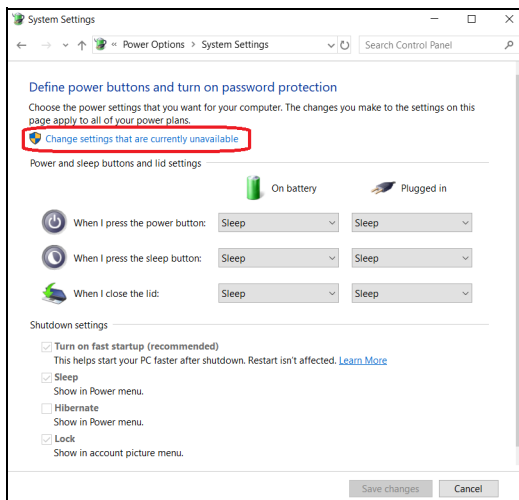 System Settings
« Power Options > System Settings
Search Control Panel
Define power buttons and turn on password protection
Choose the power settings that you want for your computer. The changes you make to the settings on this
page apply to all of your power plans.
Change settings that are currently unavailable
Power and sleep buttons and lid settings
On battery Plugged in
When I press the power button: Sleep Sleep
When I press the sleep button: Sleep Sleep
When I close the lid: Sleep Sleep
Shutdown settings
Turn on fast startup (recommended)
This helps start your PC faster after shutdown. Restart isn't affected. Learn More
Sleep
Show in Power menu.
Hibernate
Show in Power menu.
Lock
Show in account picture menu.
Save changes Cancel